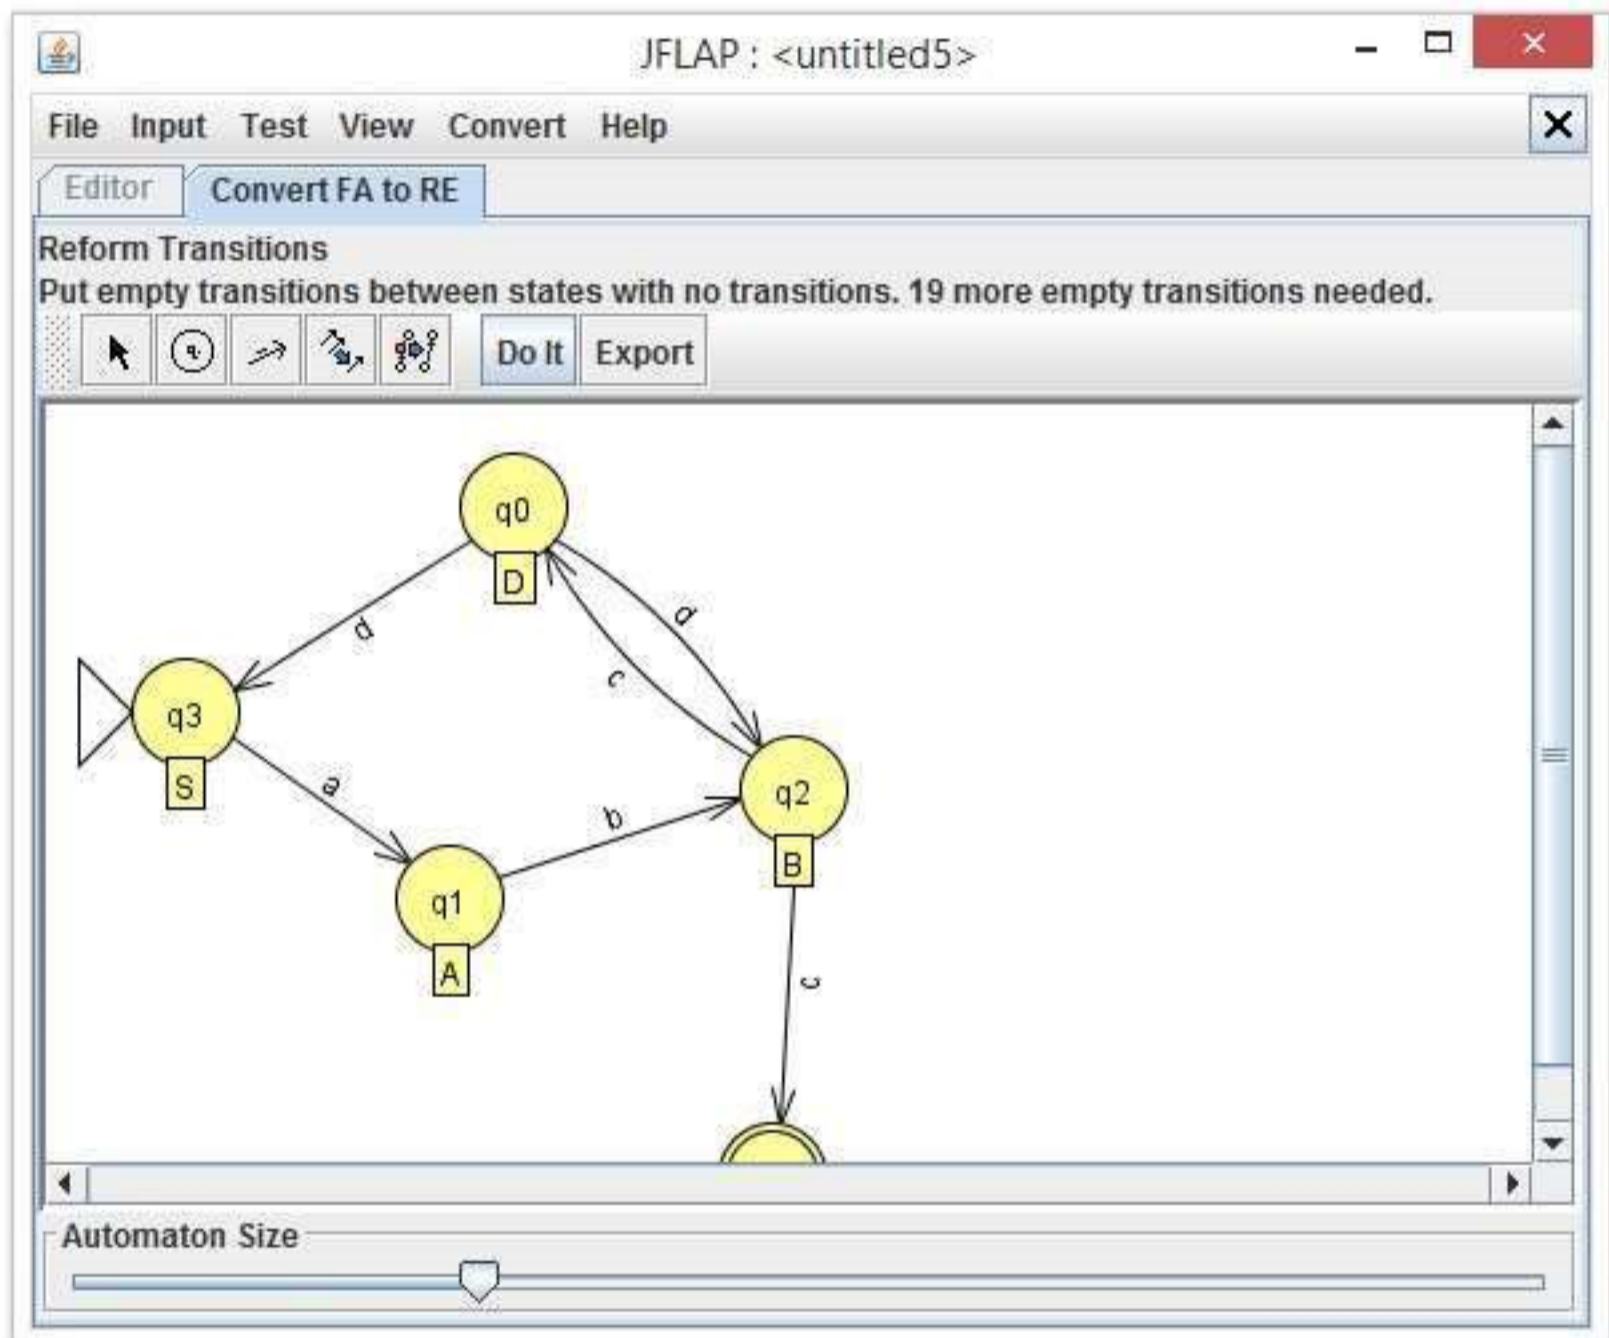 JFLAP : <untitled5>
File Input Test View Convert Help
Editor Convert FA to RE
Reform Transitions
Put empty transitions between states with no transitions. 19 more empty transitions needed.
Do It Export
q0
D
d
d
c
q3
S
a
q2
b
B
q1
A
c
Automaton Size